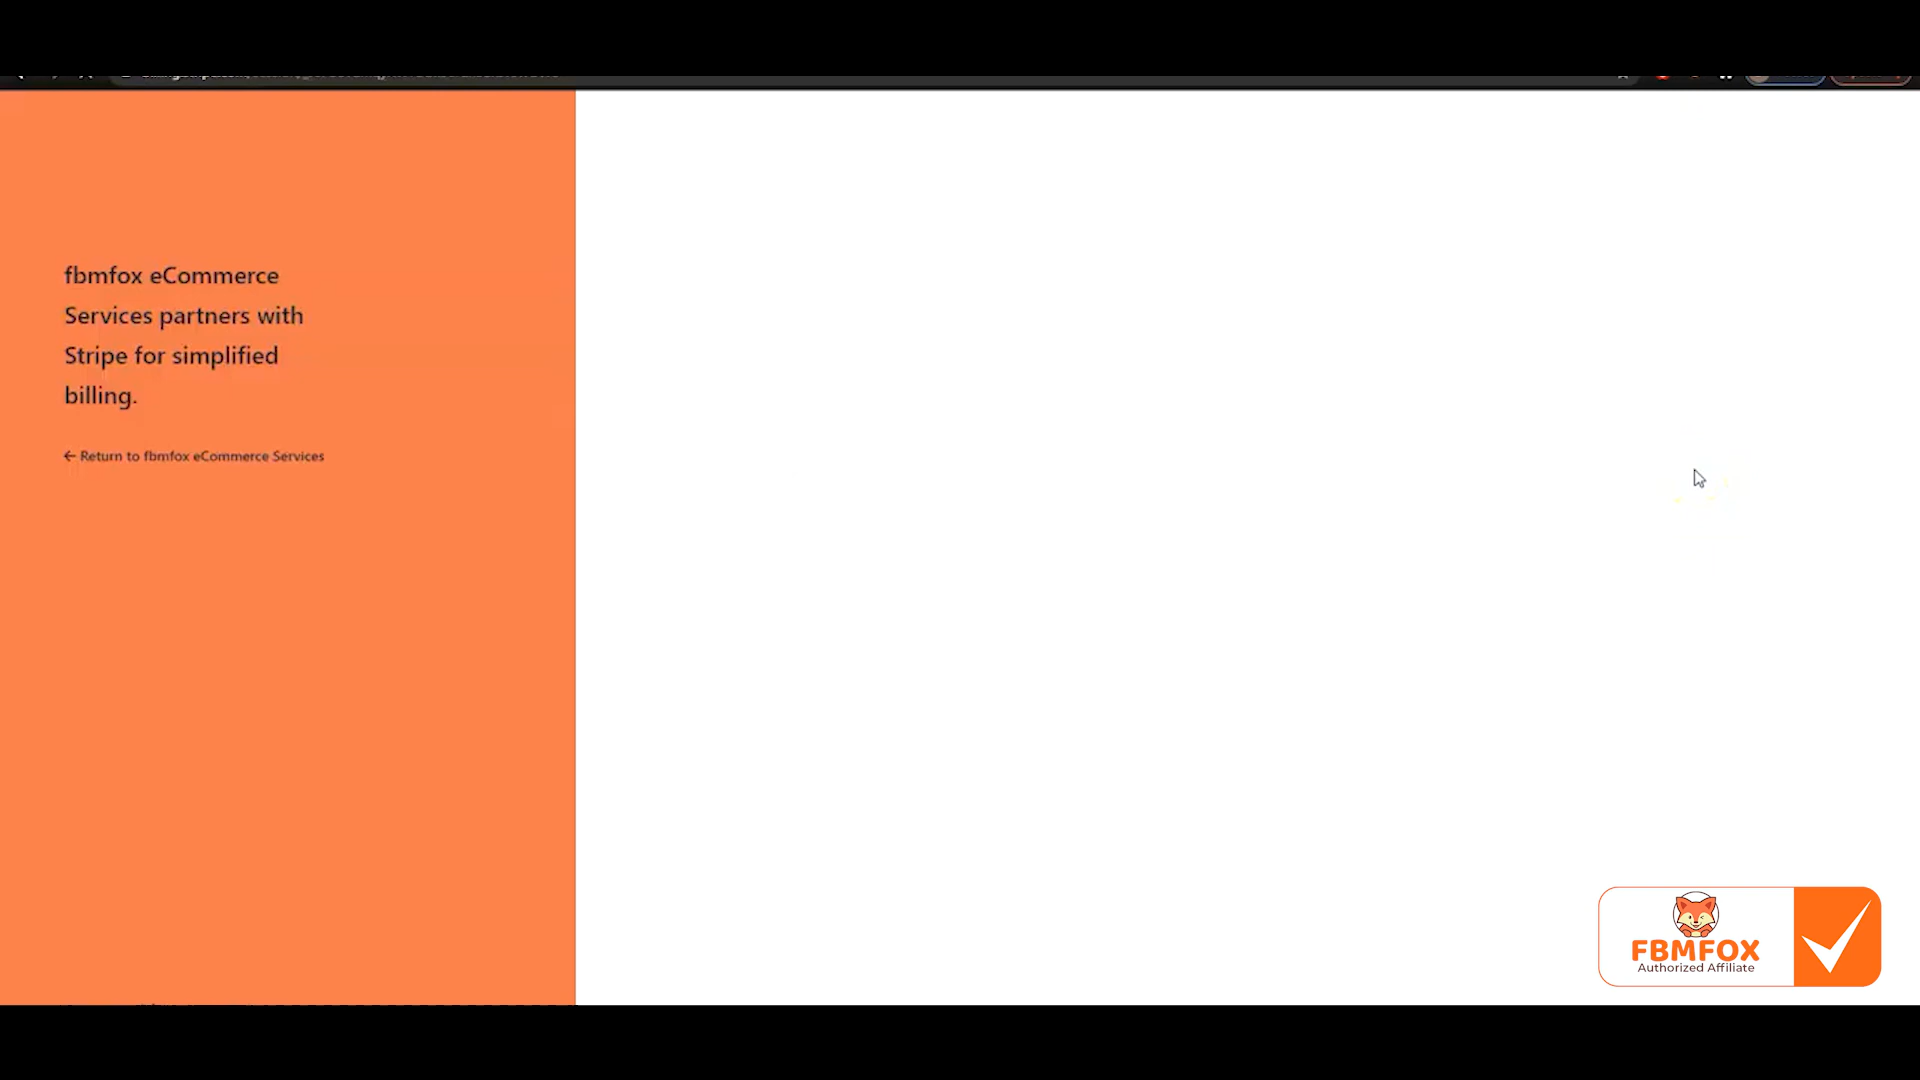 fbmfox eCommerce
Services partners with
Stripe for simplified
billing.
← Return to fbmfox eCommerce Services
FBMFOX
Authorized Affiliate